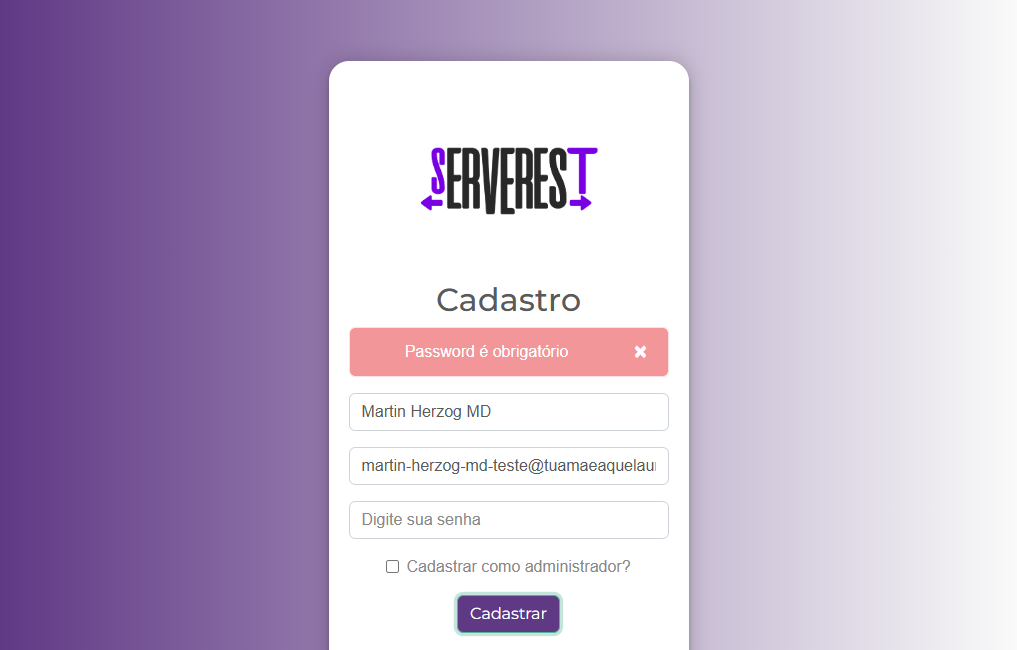 SERVEREST
Cadastro
Password é obrigatório
Martin Herzog MD
martin-herzog-md-teste@tuamaeaquelau
Digite sua senha
Cadastrar como administrador?
Cadastrar